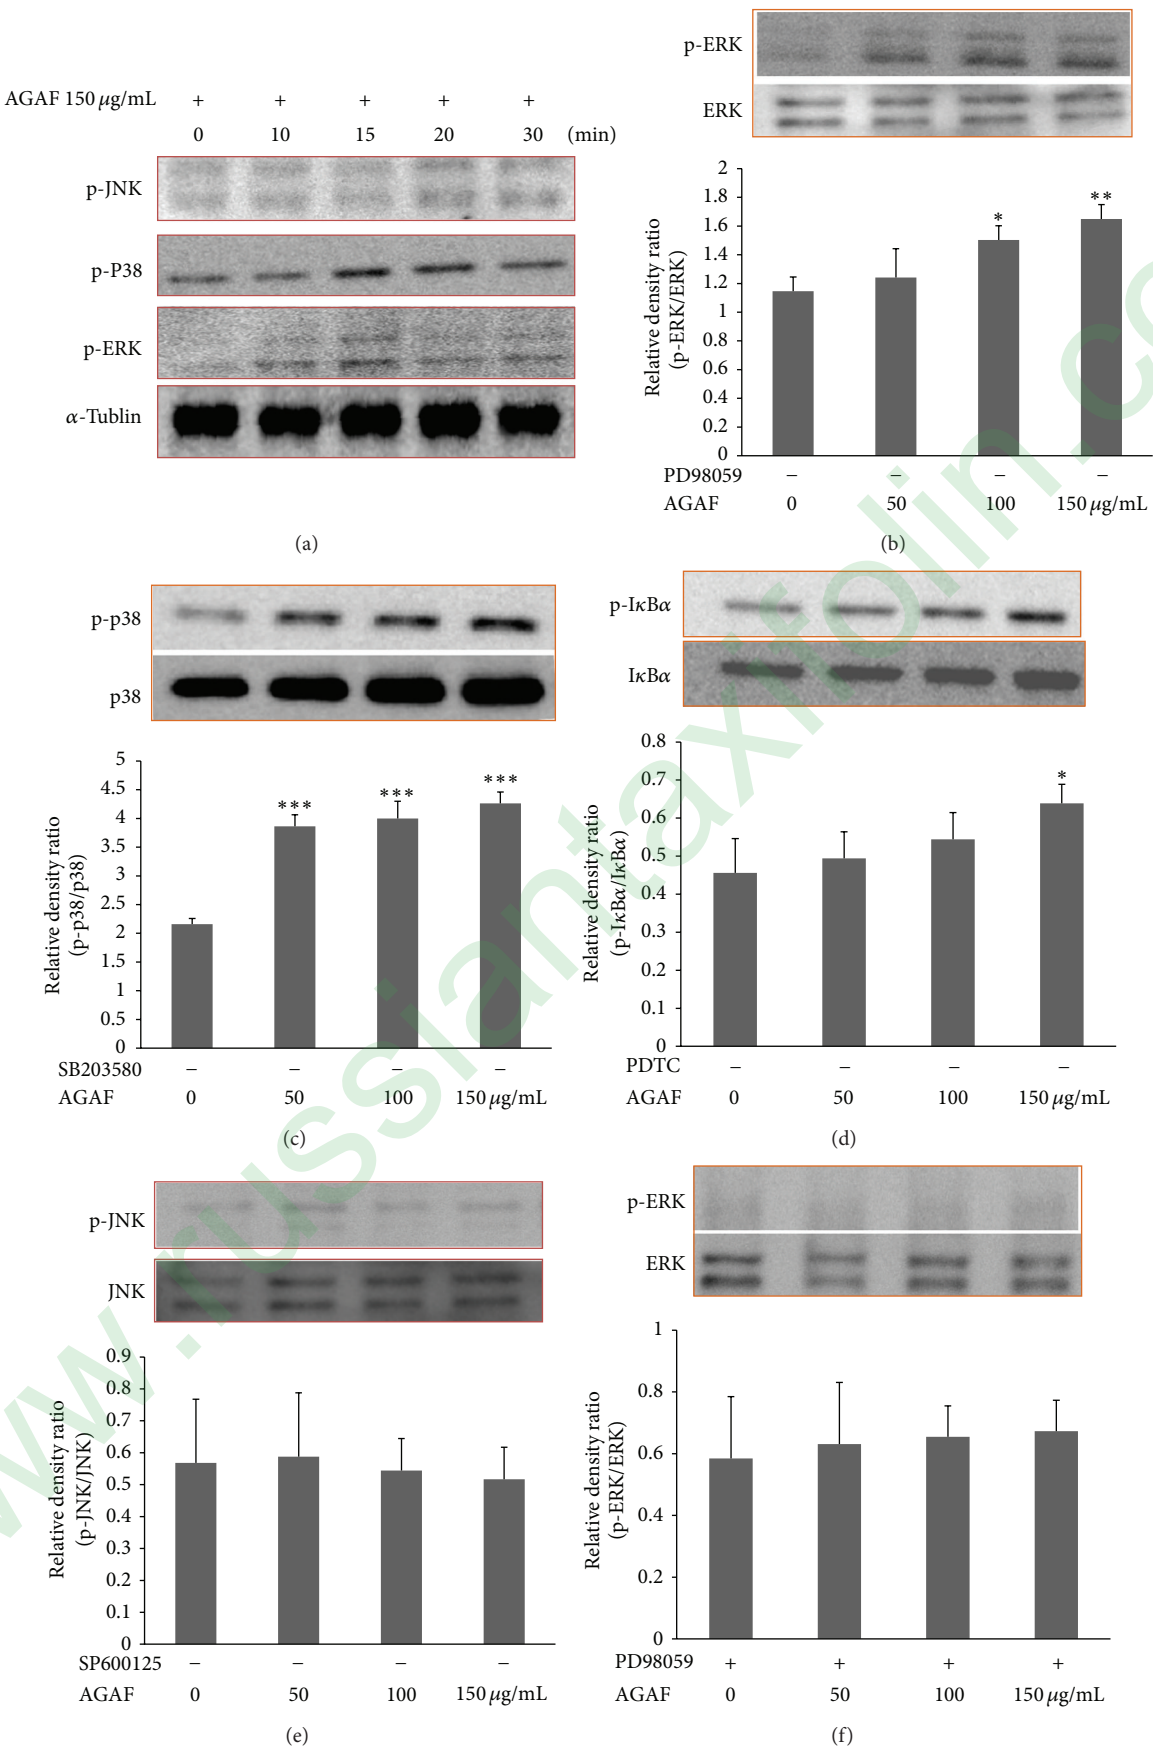 AGAF 150 μg/mL + + + + +
0 10 15 20 30 (min)
p-JNK
p-P38
p-ERK
α-Tublin
(a)
p-ERK
ERK
Relative density ratio
(p-ERK/ERK)
2
1.8
1.6
1.4
1.2
1
0.8
0.6
0.4
0.2
0
* **
PD98059 − − − −
AGAF 0 50 100 150 μg/mL
(b)
p-p38
p38
Relative density ratio
(p-p38/p38)
5
4.5
4
3.5
3
2.5
2
1.5
1
0.5
0
*** *** ***
SB203580 − − − −
AGAF 0 50 100 150 μg/mL
(c)
p-IκBα
IκBα
Relative density ratio
(p-IκBα/IκBα)
0.8
0.7
0.6
0.5
0.4
0.3
0.2
0.1
0
*
PDTC − − − −
AGAF 0 50 100 150 μg/mL
(d)
p-JNK
JNK
Relative density ratio
(p-JNK/JNK)
0.9
0.8
0.7
0.6
0.5
0.4
0.3
0.2
0.1
0
SP600125 − − − −
AGAF 0 50 100 150 μg/mL
(e)
p-ERK
ERK
Relative density ratio
(p-ERK/ERK)
1
0.8
0.6
0.4
0.2
0
PD98059 + + + +
AGAF 0 50 100 150 μg/mL
(f)
www.russiantaxifolin.co